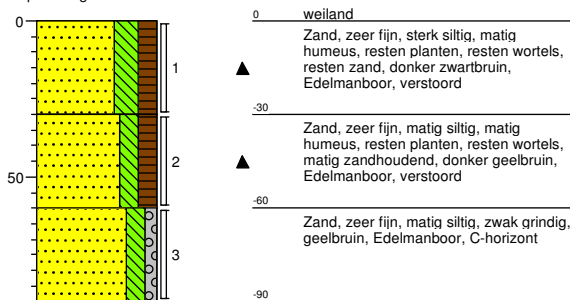 0
weiland
0
Zand, zeer fijn, sterk siltig, matig
humeus, resten planten, resten wortels,
resten zand, donker zwartbruin,
Edelmanboor, verstoord
1
-30
Zand, zeer fijn, matig siltig, matig
humeus, resten planten, resten wortels,
matig zandhoudend, donker geelbruin,
Edelmanboor, verstoord
2
50
-60
Zand, zeer fijn, matig siltig, zwak grindig,
geelbruin, Edelmanboor, C-horizont
3
-90